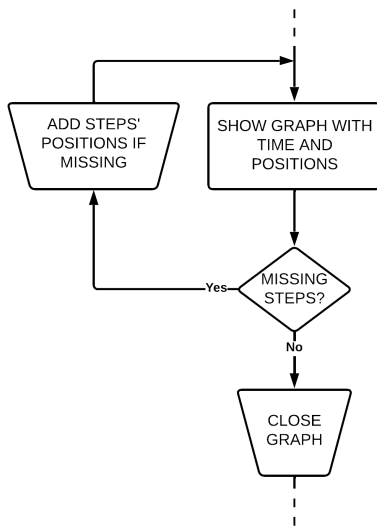 ADD STEPS'
POSITIONS IF
MISSING
SHOW GRAPH WITH
TIME AND
POSITIONS
MISSING
STEPS?
Yes
No
CLOSE
GRAPH